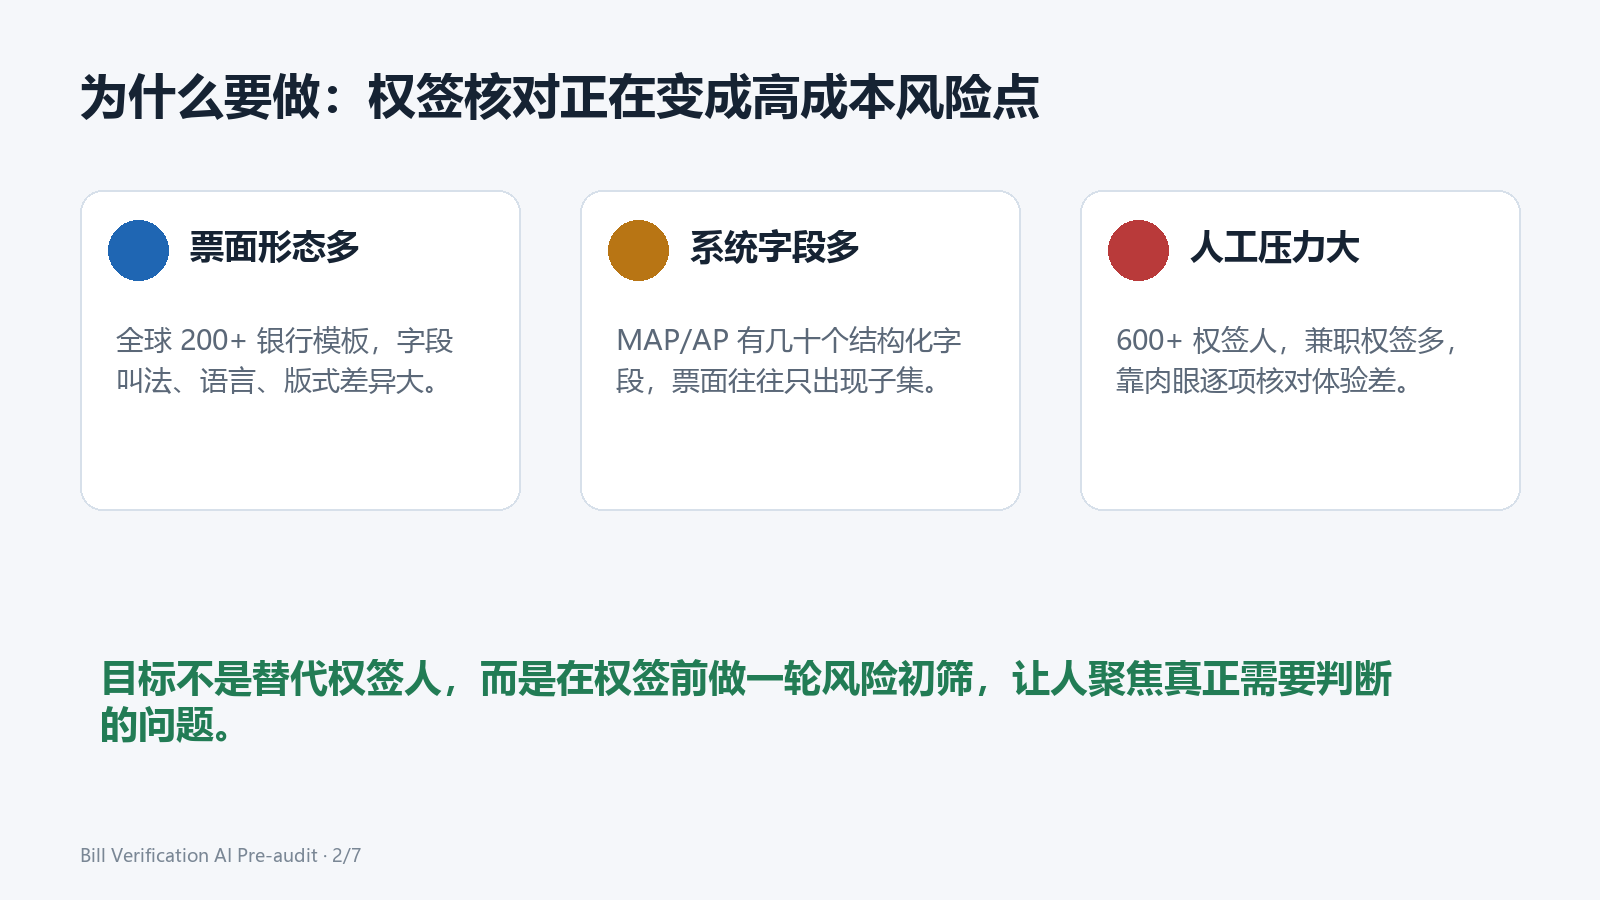 为什么要做：权签核对正在变成高成本风险点
票面形态多
全球 200+ 银行模板，字段
叫法、语言、版式差异大。
系统字段多
MAP/AP 有几十个结构化字
段，票面往往只出现子集。
人工压力大
600+ 权签人，兼职权签多，
靠肉眼逐项核对体验差。
目标不是替代权签人，而是在权签前做一轮风险初筛，让人聚焦真正需要判断
的问题。
Bill Verification AI Pre-audit · 2/7